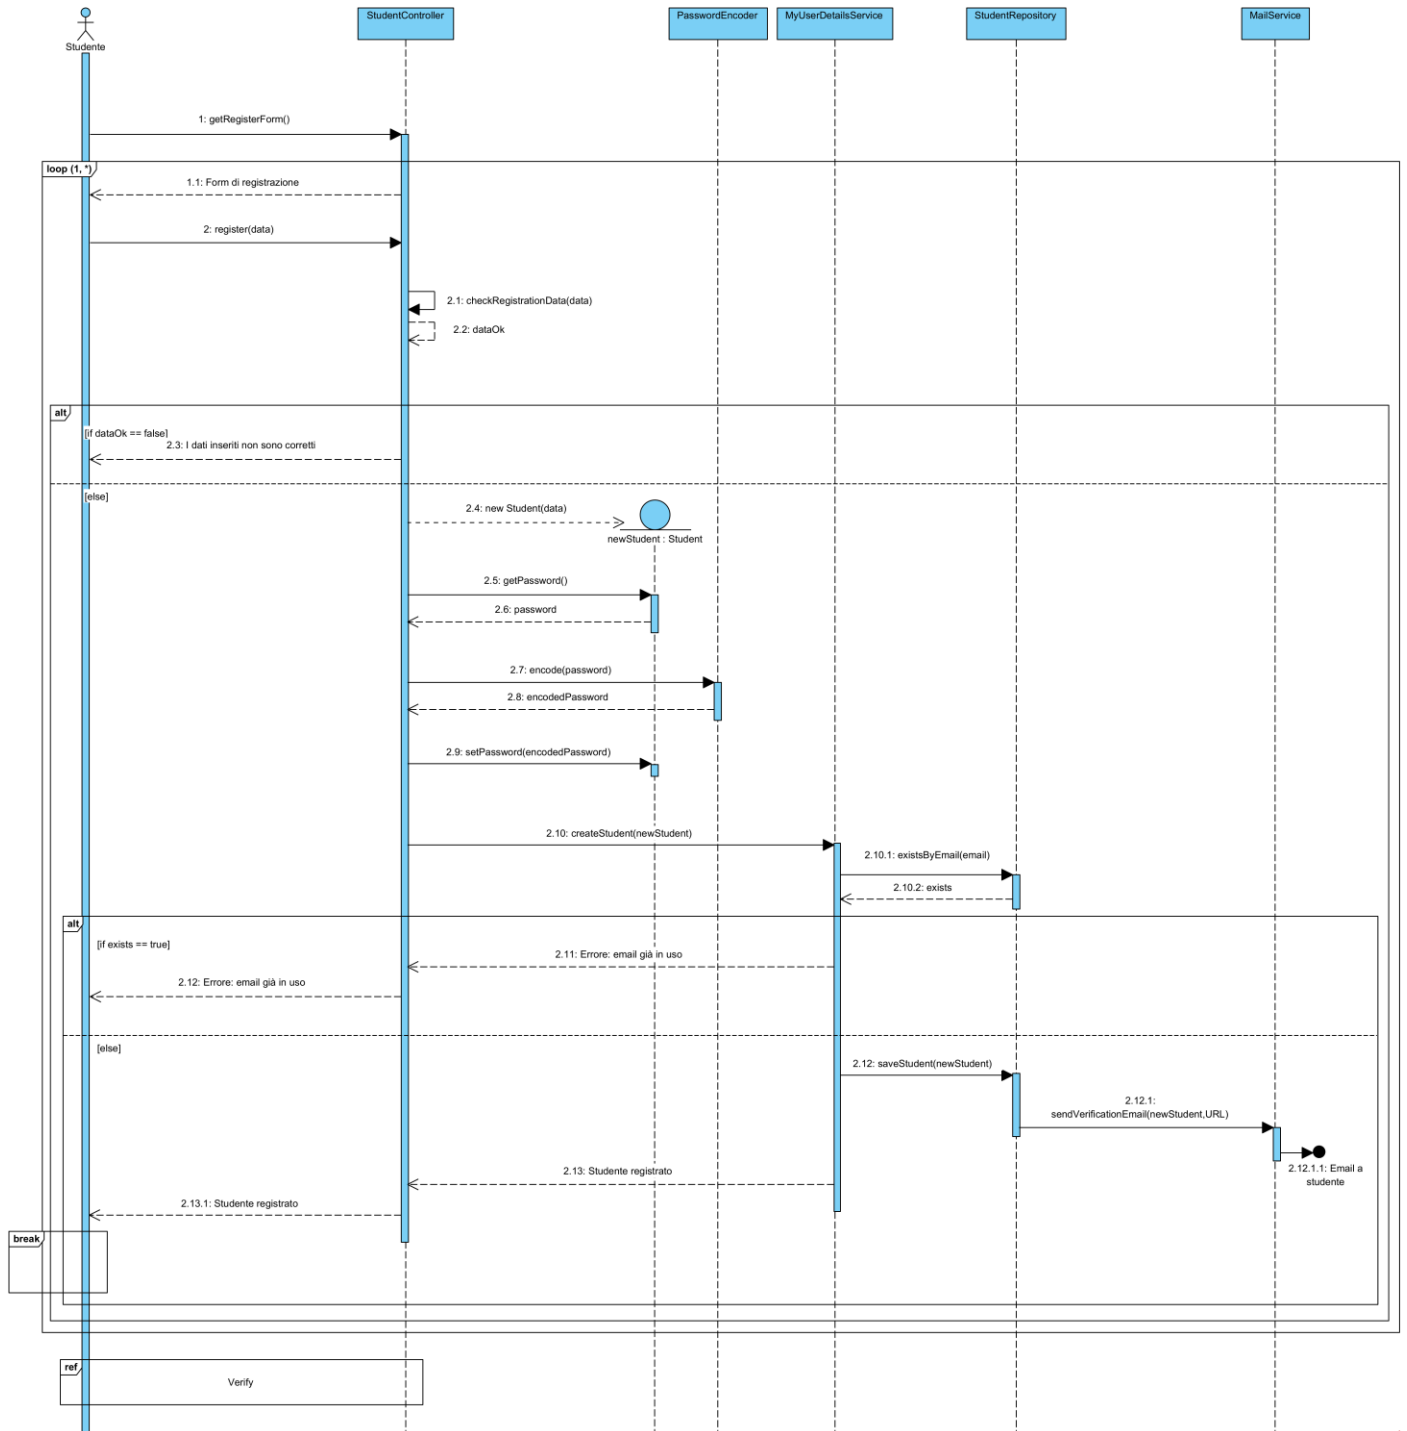 Studente
StudentController
PasswordEncoder
MyUserDetailsService
StudentRepository
MailService
1: getRegisterForm()
loop (1, *)
1.1: Form di registrazione
2: register(data)
2.1: checkRegistrationData(data)
2.2: dataOk
alt
[if dataOk == false]
2.3: I dati inseriti non sono corretti
[else]
2.4: new Student(data)
newStudent : Student
2.5: getPassword()
2.6: password
2.7: encode(password)
2.8: encodedPassword
2.9: setPassword(encodedPassword)
2.10: createStudent(newStudent)
2.10.1: existsByEmail(email)
2.10.2: exists
alt
[if exists == true]
2.11: Errore: email già in uso
2.12: Errore: email già in uso
[else]
2.12: saveStudent(newStudent)
2.12.1:
sendVerificationEmail(newStudent,URL)
2.12.1.1: Email a
studente
2.13: Studente registrato
2.13.1: Studente registrato
break
ref
Verify